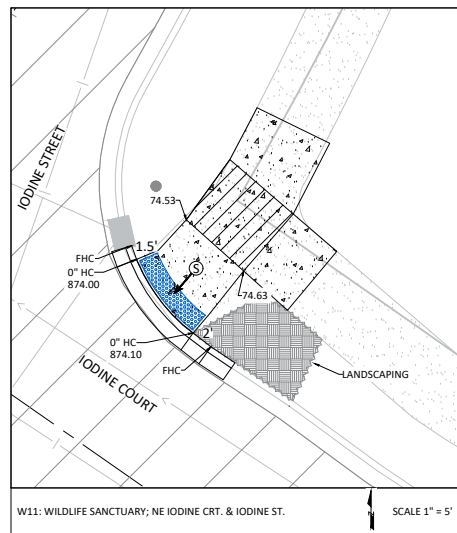 IODINE STREET
74.53
FHC
1.5'
0" HC
874.00
S
74.63
0" HC
874.10
2'
FHC
LANDSCAPING
IODINE COURT
W11: WILDLIFE SANCTUARY; NE IODINE CRT. & IODINE ST.
N
SCALE 1" = 5'